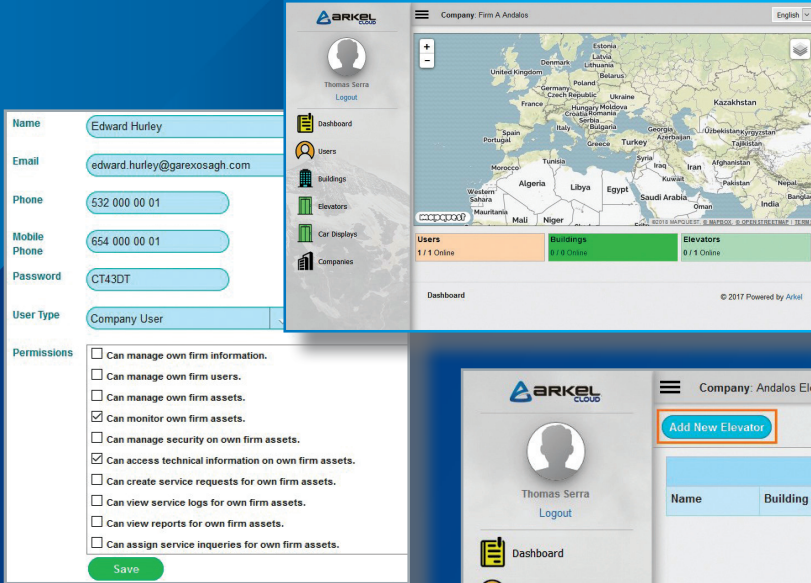 Name
Edward Hurley
Email
edward.hurley@garexosagh.com
Phone
532 000 00 01
Mobile
Phone
654 000 00 01
Password
CT43DT
User Type
Company User
Permissions
Can manage own firm information.
Can manage own firm users.
Can manage own firm assets.
Can monitor own firm assets.
Can manage security on own firm assets.
Can access technical information on own firm assets.
Can create service requests for own firm assets.
Can view service logs for own firm assets.
Can view reports for own firm assets.
Can assign service inqueries for own firm assets.
Save
ARKEL
CLOUD
Thomas Serra
Logout
Dashboard
Users
Buildings
Elevators
Car Displays
Companies
Company: Firm A Andalos
English
+
-
Estonia
Latvia
Denmark
Lithuania
United Kingdom
Belarus
Poland
Germany
Czech Republic
Ukraine
Kazakhstan
France
Hungary Moldova
Croatia Romania
Serbia
Italy
Bulgaria
Georgia
Uzbekistan
Kyrgyzstan
Spain
Azerbaijan
Portugal
Greece
Turkey
Tajikistan
Syria
Tunisia
Iraq
Iran
Afghanistan
Morocco
Kuwait
Pakistan
Nepal
Algeria
Libya
Egypt
Western
Sahara
Saudi Arabia
Oman
India
Mauritania
Mali
Niger
mapquest
©2018 MAPQUEST, © MAPBOX, © OPENSTREETMAP | TERM
Users
1 / 1 Online
Buildings
0 / 0 Online
Elevators
0 / 1 Online
Dashboard
© 2017 Powered by Arkel
ARKEL
CLOUD
Thomas Serra
Logout
Dashboard
Company: Andalos Ele
Add New Elevator
Name
Building